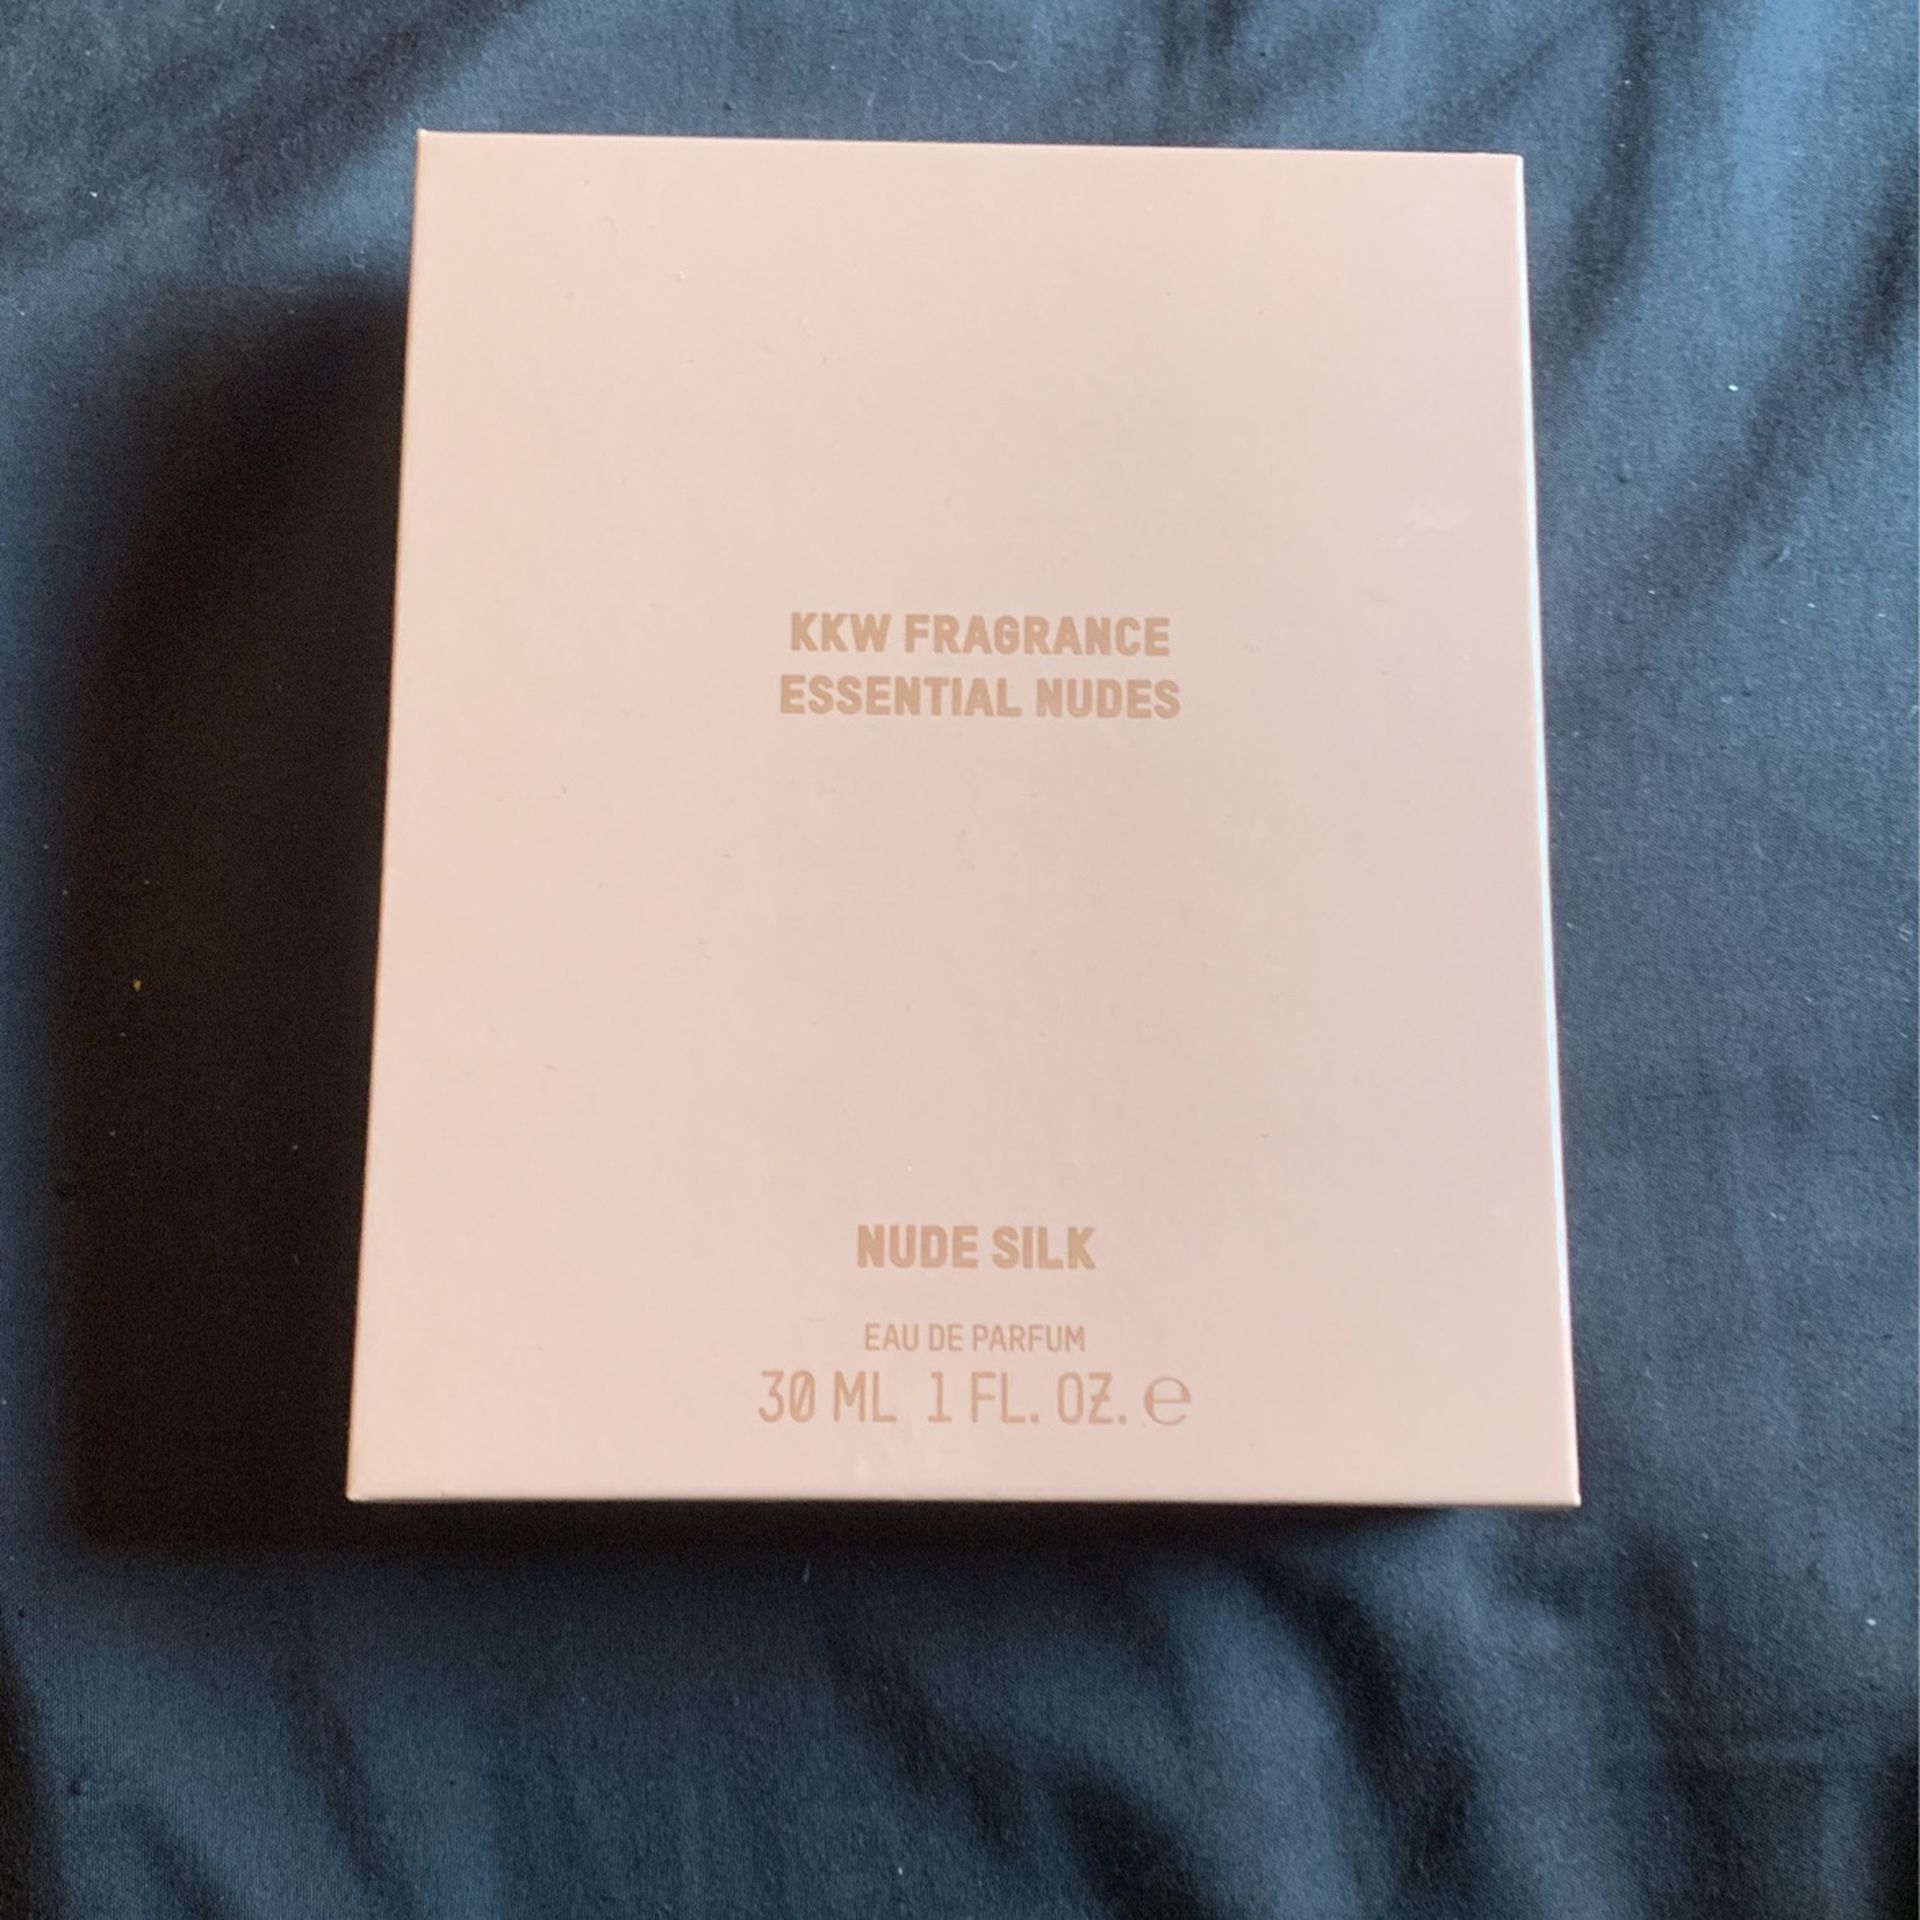 KKW FRAGRANCE
ESSENTIAL NUDES
NUDE SILK
EAU DE PARFUM
30 ML 1 FL. OZ. ℮